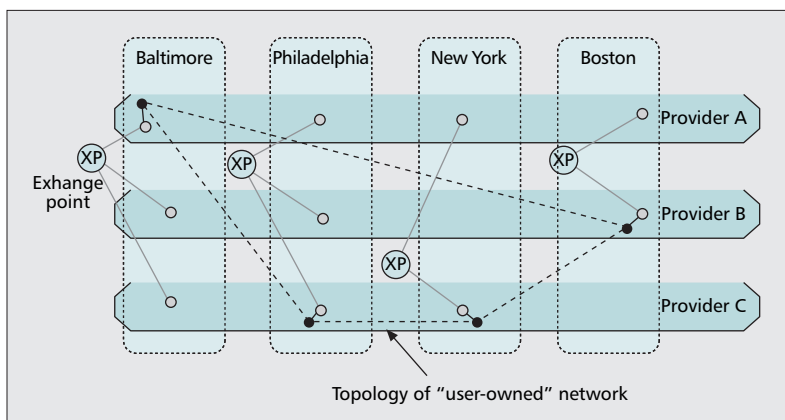 Baltimore
Philadelphia
New York
Boston
Provider A
XP
XP
XP
Exhange
point
Provider B
XP
Provider C
Topology of “user-owned” network